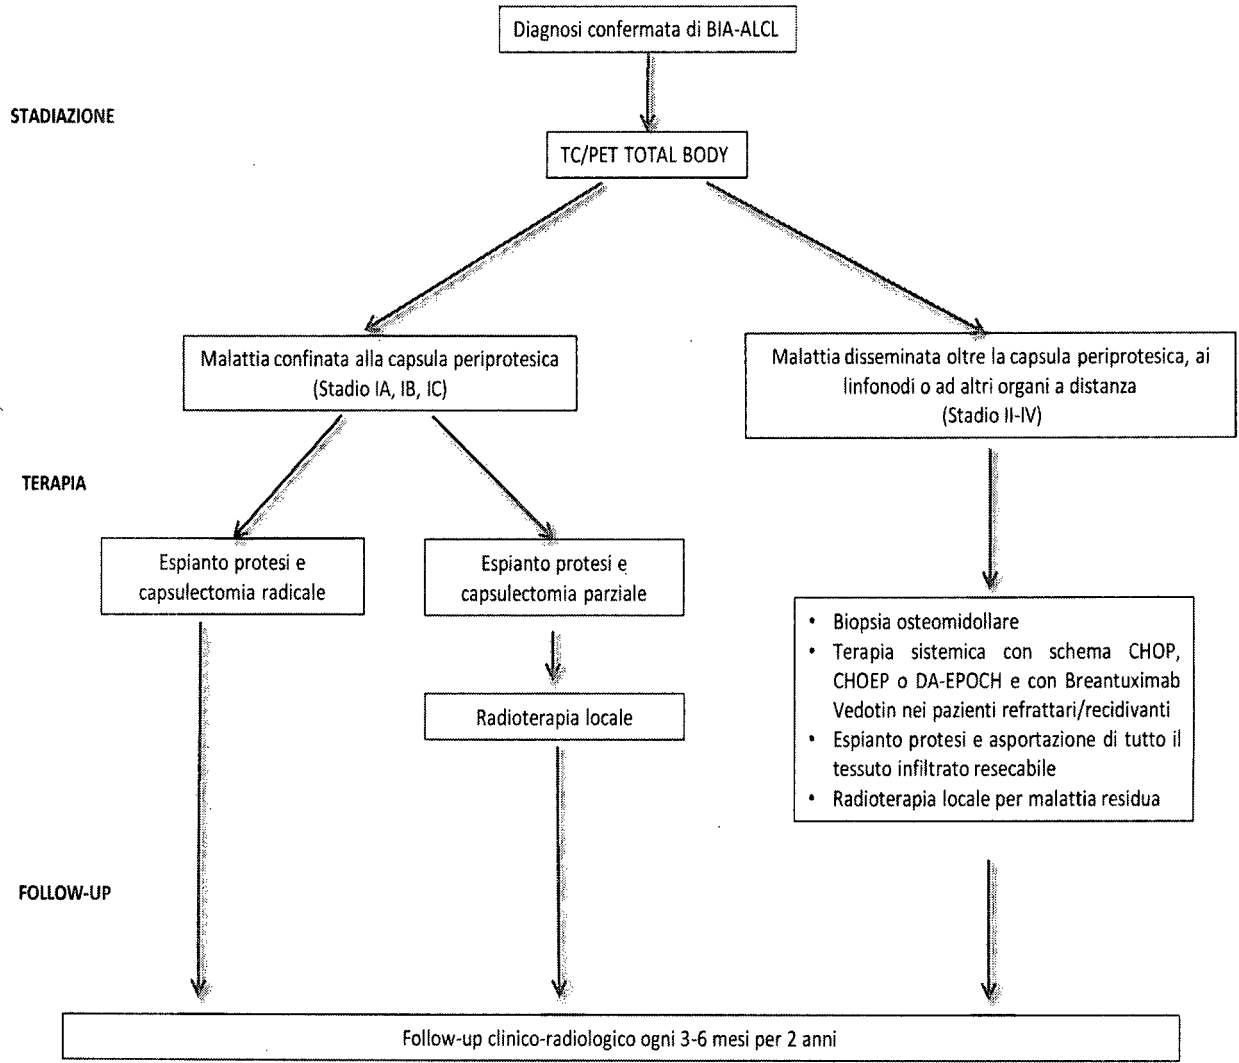 Diagnosi confermata di BIA-ALCL
STADIAZIONE
TC/PET TOTAL BODY
Malattia confinata alla capsula periprotesica
(Stadio IA, IB, IC)
Malattia disseminata oltre la capsula periprotesica, ai
linfonodi o ad altri organi a distanza
(Stadio II-IV)
TERAPIA
Espianto protesi e
capsulectomia radicale
Espianto protesi e
capsulectomia parziale
Radioterapia locale
• Biopsia osteomidollare
• Terapia sistemica con schema CHOP,
CHOEP o DA-EPOCH e con Breantuximab
Vedotin nei pazienti refrattari/recidivanti
• Espianto protesi e asportazione di tutto il
tessuto infiltrato resecabile
• Radioterapia locale per malattia residua
FOLLOW-UP
Follow-up clinico-radiologico ogni 3-6 mesi per 2 anni